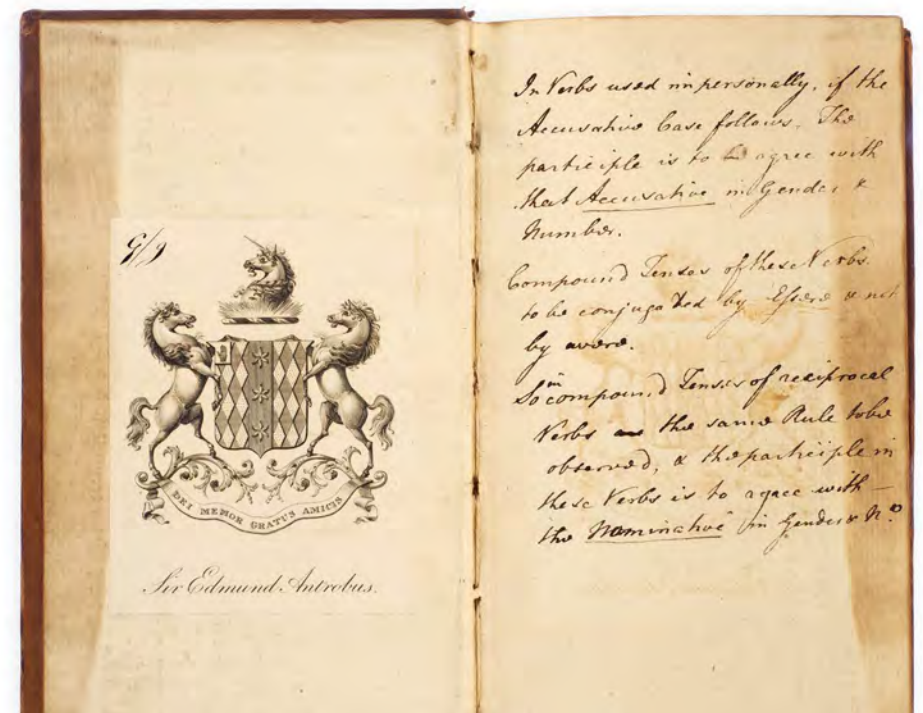 DEI MEMOR GRATUS AMICIS
Sir Edmund Antrobus.
In Verbs used impersonally, if the
Accusative Case follows. The
participle is to agree with
that Accusative in Gender &
Number.
Compound Tenses of these Verbs
to be conjugated by Essere & not
by avere.
So in compound Tenses of reciprocal
Verbs the same Rule to be
observed, & the participle in
these Verbs is to agree with –
the Nominative in Gender & N.o